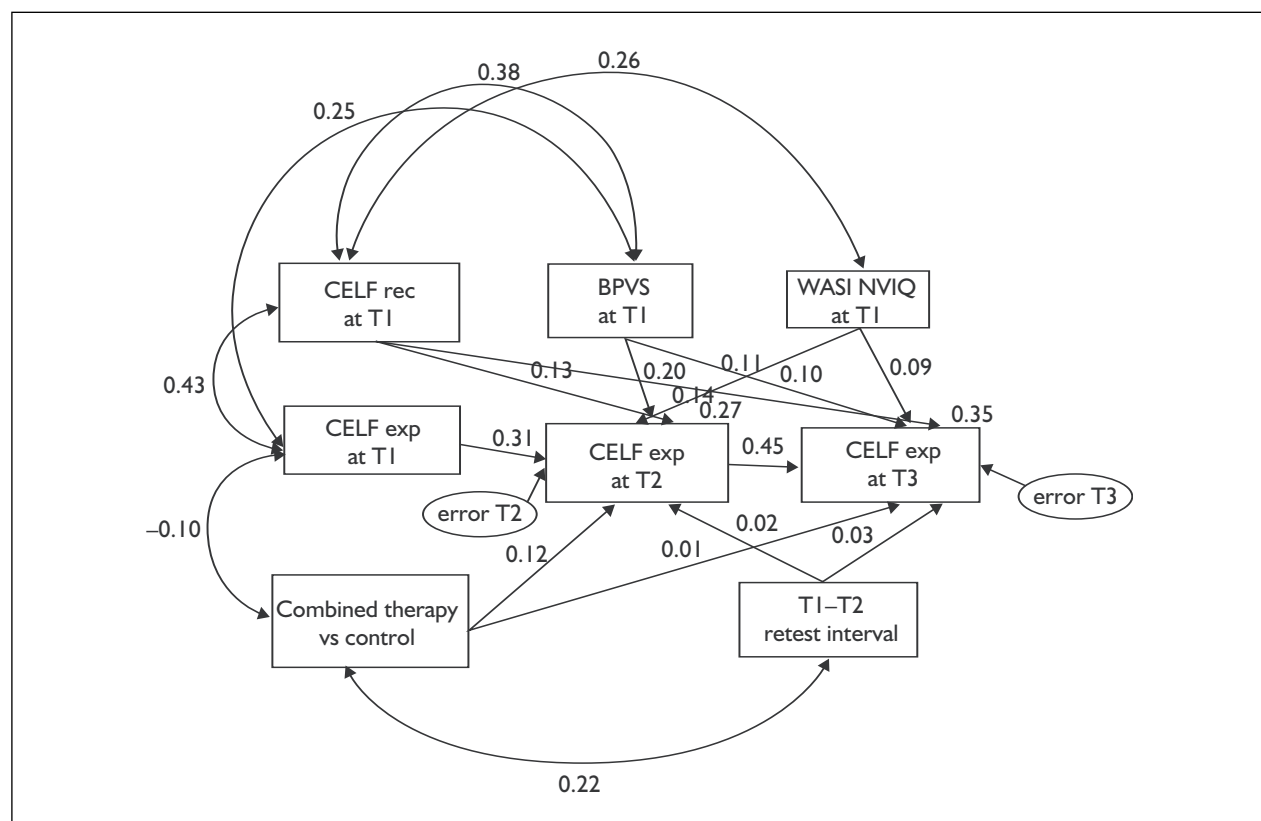 0.38
0.26
0.25
CELF rec
at T1
BPVS
at T1
WASI NVIQ
at T1
0.43
0.13
0.20
0.11
0.10
0.09
0.14
0.27
0.35
CELF exp
at T1
0.31
CELF exp
at T2
0.45
CELF exp
at T3
error T2
error T3
–0.10
0.12
0.01
0.02
0.03
Combined therapy
vs control
T1–T2
retest interval
0.22